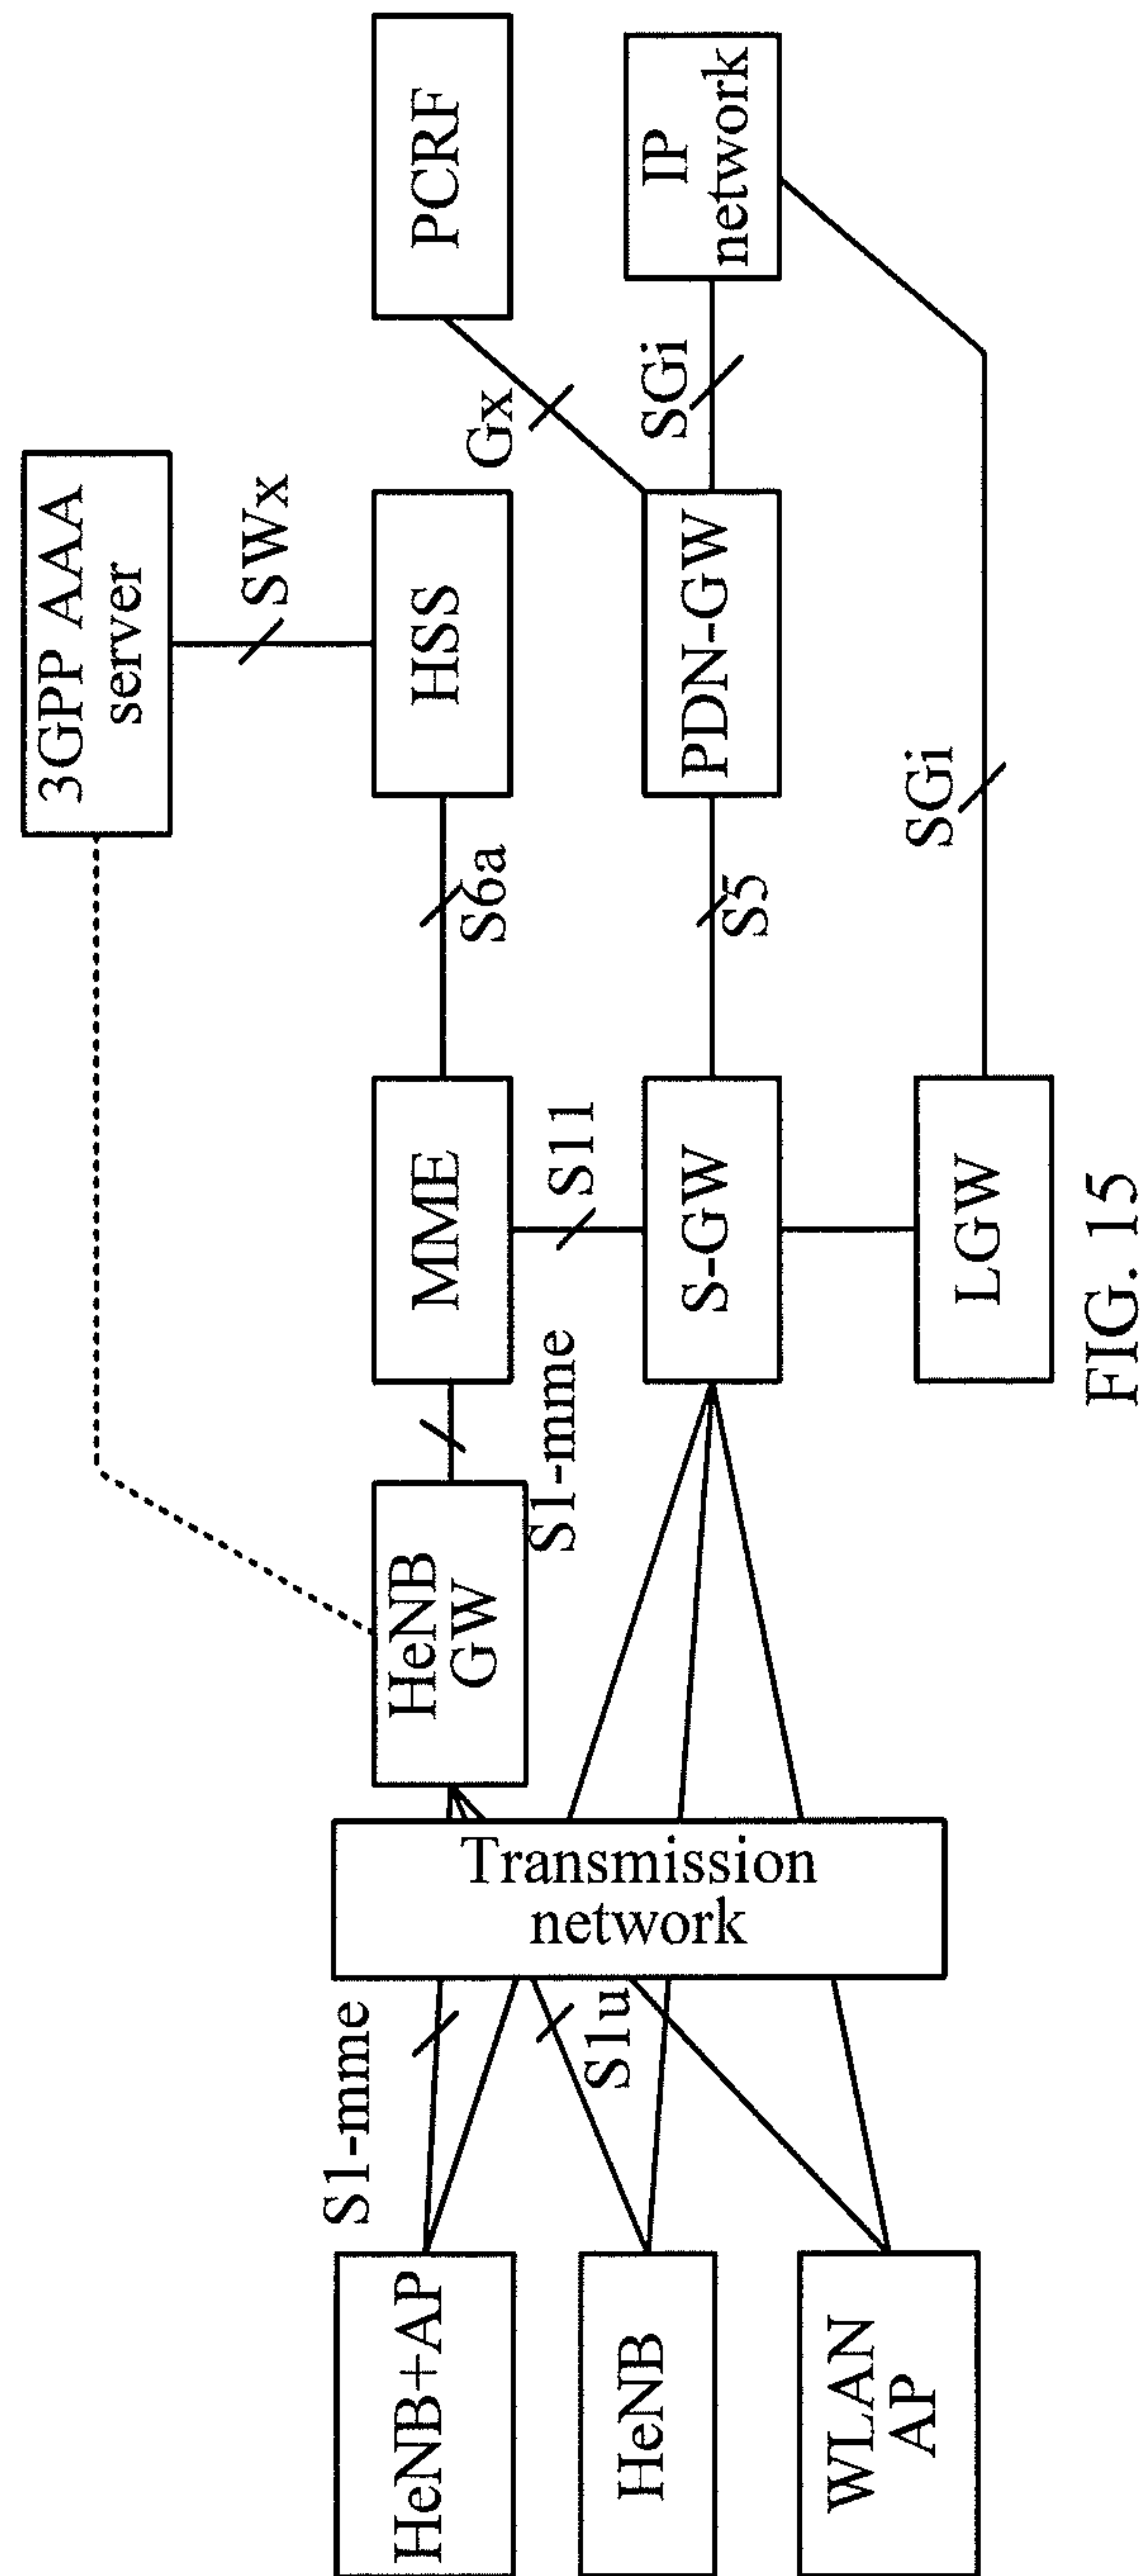 3GPP AAA
server
SWx
HeNB
GW
MME
S6a
HSS
PCRF
Gx
S1-mme
S1-mme
S11
Transmission
network
HeNB+AP
S1u
HeNB
S-GW
S5
PDN-GW
SGi
IP
network
WLAN
AP
LGW
SGi
FIG. 15